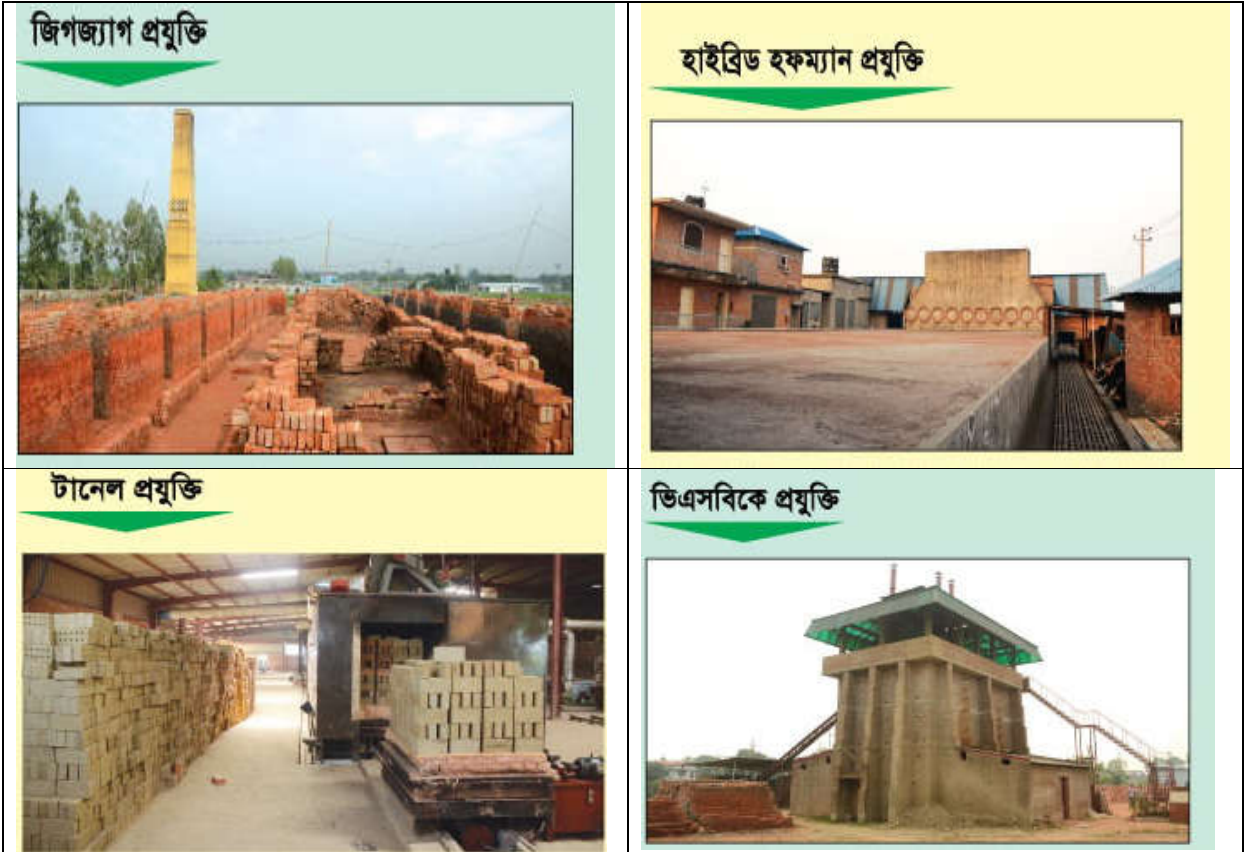 জিগজ্যাগ প্রযুক্তি
হাইব্রিড হফম্যান প্রযুক্তি
টানেল প্রযুক্তি
ভিএসবিকে প্রযুক্তি